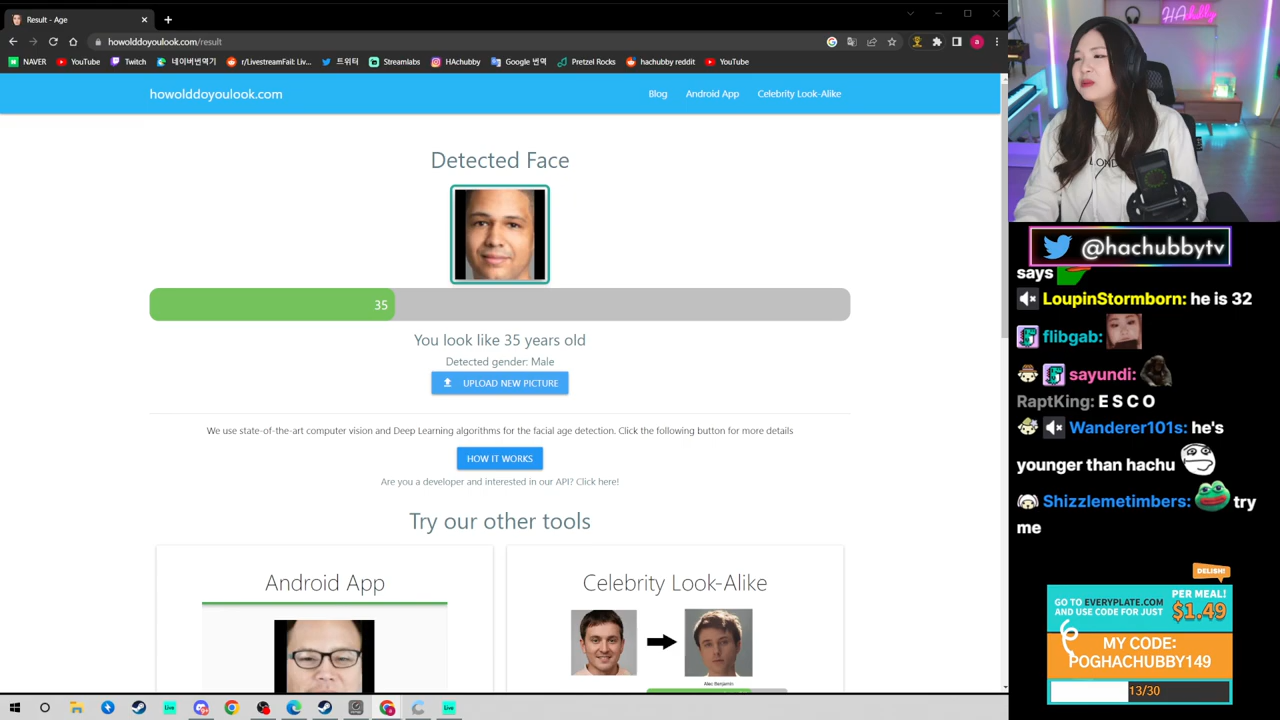 Result - Age
howolddoyoulook.com/result
NAVER
YouTube
Twitch
네이버번역기
r/LivestreamFail: Liv...
트위터
Streamlabs
HAchubby
Google 번역
Pretzel Rocks
hachubby reddit
YouTube
howolddoyoulook.com
Blog
Android App
Celebrity Look-Alike
Detected Face
35
You look like 35 years old
Detected gender: Male
UPLOAD NEW PICTURE
We use state-of-the-art computer vision and Deep Learning algorithms for the facial age detection. Click the following button for more details
HOW IT WORKS
Are you a developer and interested in our API? Click here!
Try our other tools
Android App
Celebrity Look-Alike
Alec Benjamin
HAchubby
LOND
@hachubbytv
says
LoupinStormborn: he is 32
flibgab:
sayundi:
RaptKing: E S C O
Wanderer101s: he's
younger than hachu
Shizzlemetimbers: try
me
DELISH!
GO TO EVERYPLATE.COM
AND USE CODE FOR JUST
PER MEAL!
$1.49
MY CODE:
POGHACHUBBY149
13/30
Live
Live